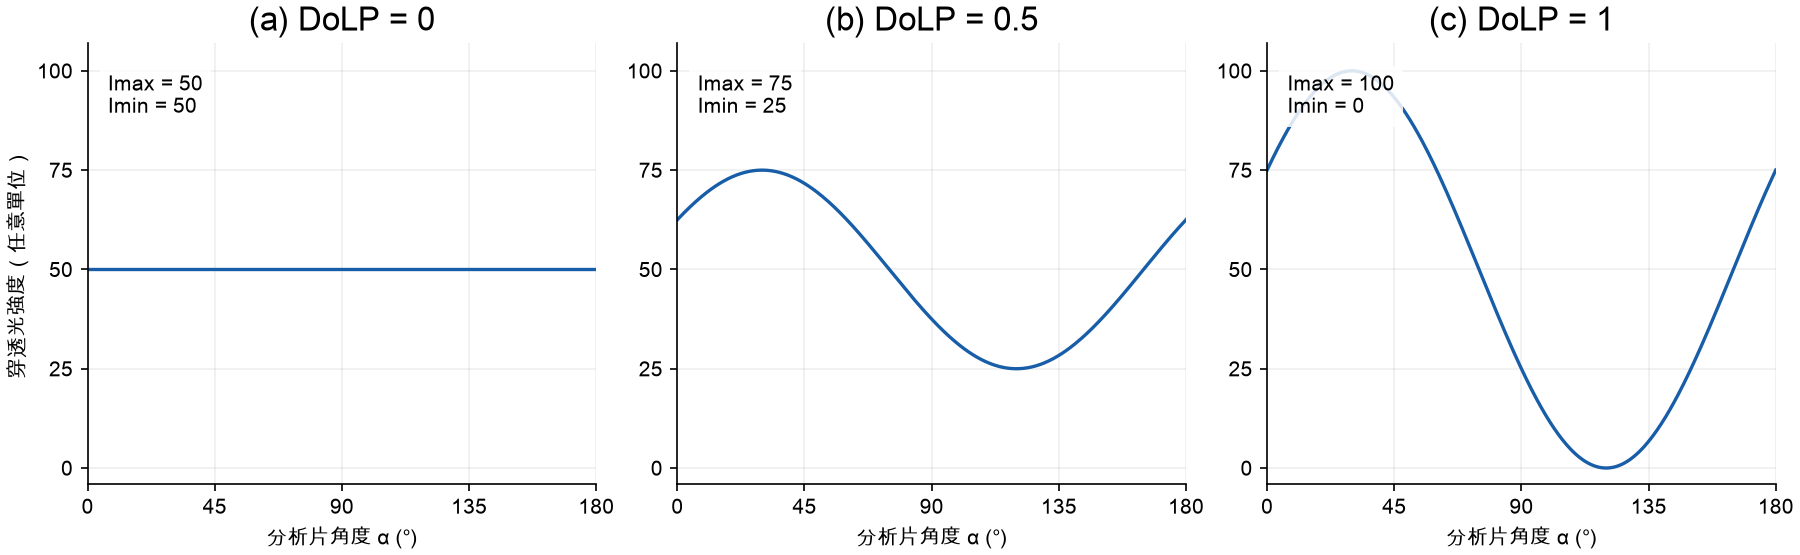 (a) DoLP = 0
100
75
50
25
0
Imax = 50
Imin = 50
0 45 90 135 180
分析片角度 α (°)
穿透光強度 ( 任意單位 )
(b) DoLP = 0.5
100
75
50
25
0
Imax = 75
Imin = 25
0 45 90 135 180
分析片角度 α (°)
(c) DoLP = 1
100
75
50
25
0
Imax = 100
Imin = 0
0 45 90 135 180
分析片角度 α (°)